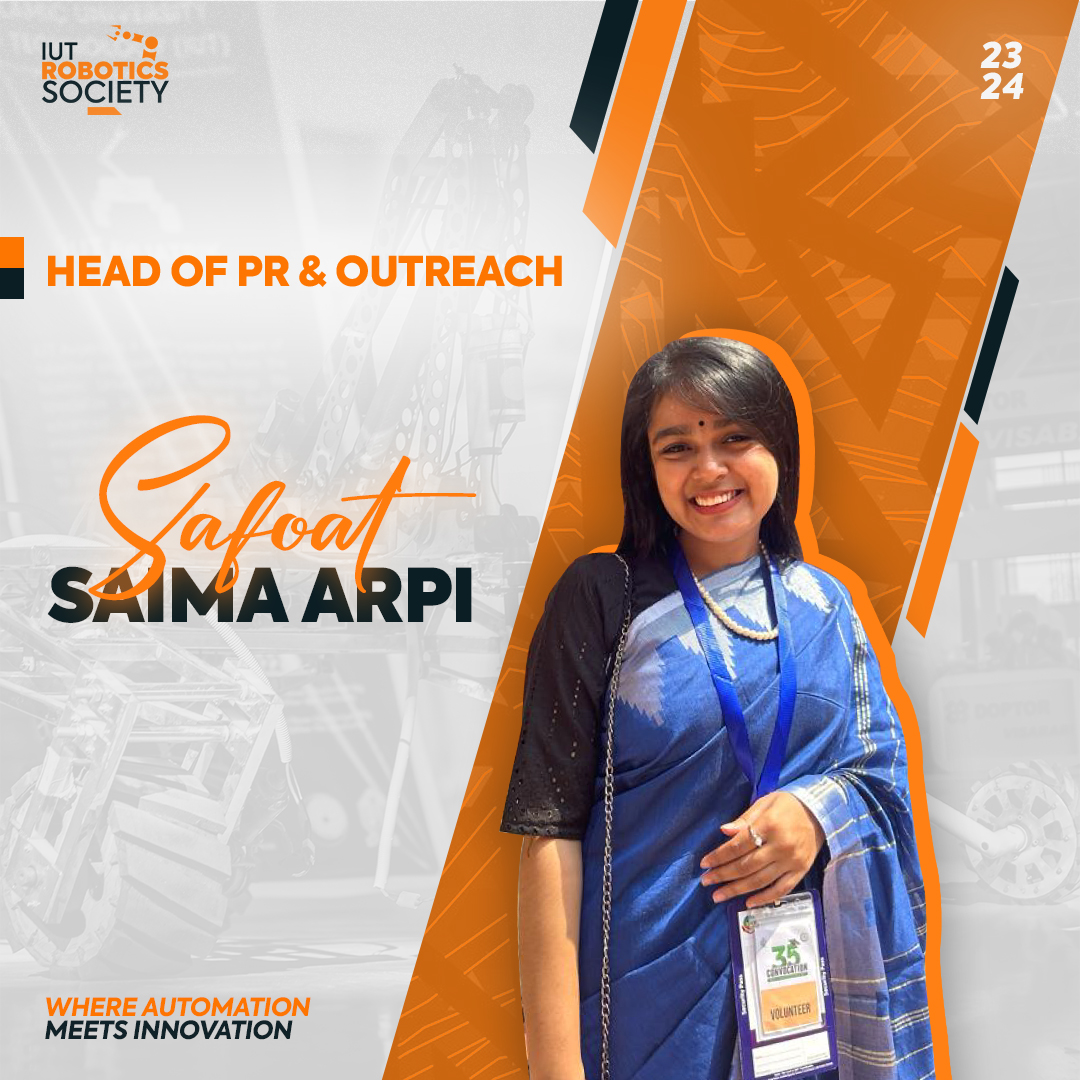 IUT
ROBOTICS
SOCIETY
23
24
HEAD OF PR & OUTREACH
Safoat
SAIMA ARPI
35
CONVOCATION
VOLUNTEER
WHERE AUTOMATION
MEETS INNOVATION